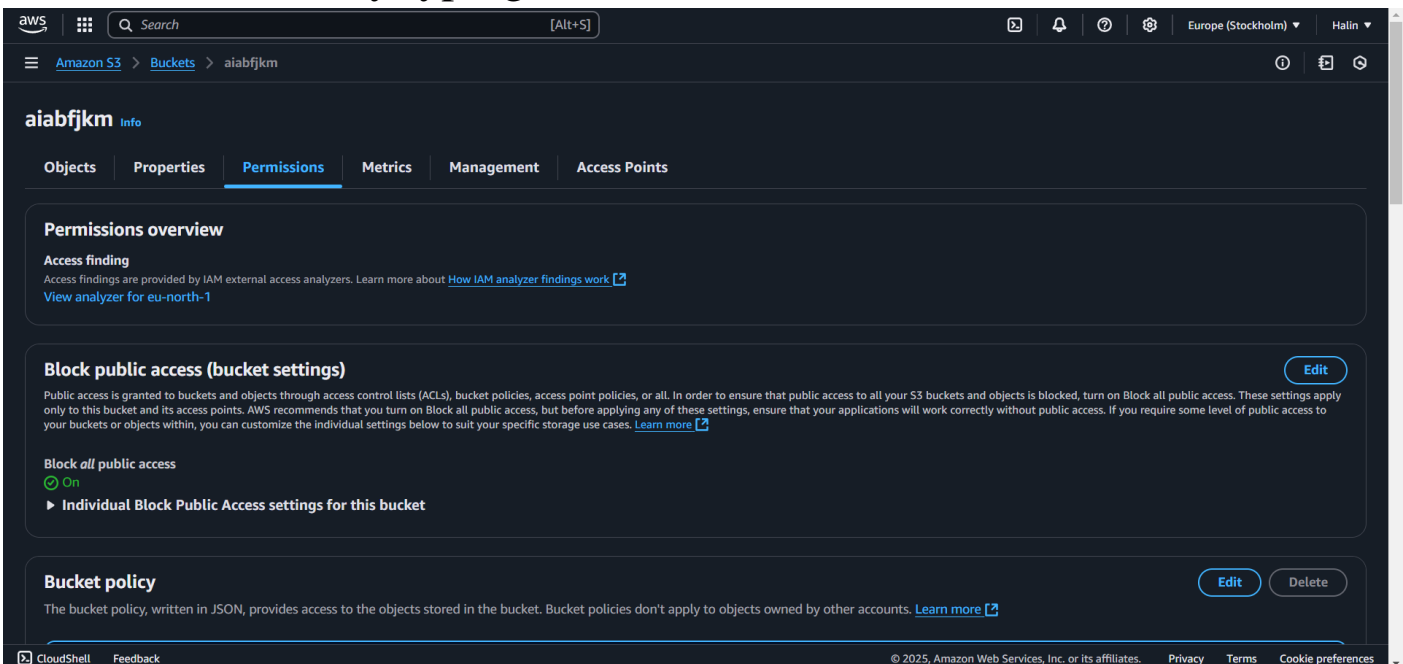 aws
Search
[Alt+S]
Europe (Stockholm) ▼
Halin ▼
Amazon S3 > Buckets > aiabfjkm
aiabfjkm Info
Objects
Properties
Permissions
Metrics
Management
Access Points
Permissions overview
Access finding
Access findings are provided by IAM external access analyzers. Learn more about How IAM analyzer findings work
View analyzer for eu-north-1
Block public access (bucket settings)
Edit
Public access is granted to buckets and objects through access control lists (ACLs), bucket policies, access point policies, or all. In order to ensure that public access to all your S3 buckets and objects is blocked, turn on Block all public access. These settings apply
only to this bucket and its access points. AWS recommends that you turn on Block all public access, but before applying any of these settings, ensure that your applications will work correctly without public access. If you require some level of public access to
your buckets or objects within, you can customize the individual settings below to suit your specific storage use cases. Learn more
Block all public access
On
Individual Block Public Access settings for this bucket
Bucket policy
Edit
Delete
The bucket policy, written in JSON, provides access to the objects stored in the bucket. Bucket policies don't apply to objects owned by other accounts. Learn more
CloudShell
Feedback
© 2025, Amazon Web Services, Inc. or its affiliates.
Privacy
Terms
Cookie preferences